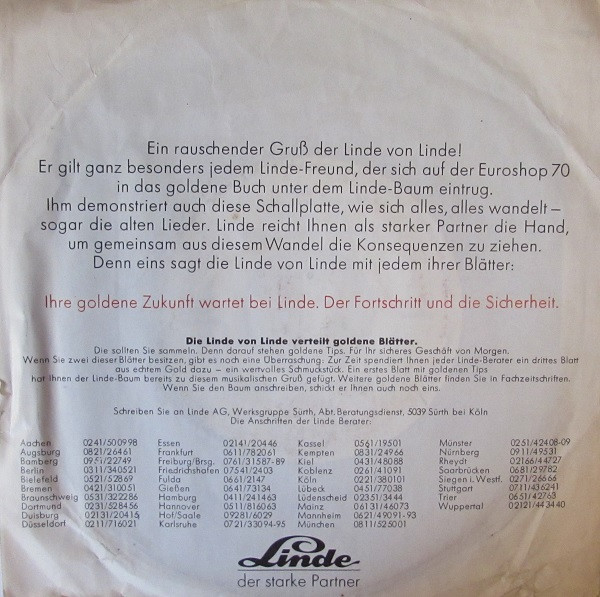 Ein rauschender Gruß der Linde von Linde!
Er gilt ganz besonders jedem Linde-Freund, der sich auf der Euroshop 70
in das goldene Buch unter dem Linde-Baum eintrug.
Ihm demonstriert auch diese Schallplatte, wie sich alles, alles wandelt –
sogar die alten Lieder. Linde reicht Ihnen als starker Partner die Hand,
um gemeinsam aus diesem Wandel die Konsequenzen zu ziehen.
Denn eins sagt die Linde von Linde mit jedem ihrer Blätter:
Ihre goldene Zukunft wartet bei Linde. Der Fortschritt und die Sicherheit.
Die Linde von Linde verteilt goldene Blätter.
Die sollten Sie sammeln. Denn darauf stehen goldene Tips. Für Ihr sicheres Geschäft von Morgen.
Wenn Sie zwei dieser Blätter besitzen, gibt es noch eine Überraschung: Zur Zeit spendiert Ihnen jeder Linde-Berater ein drittes Blatt
aus echtem Gold dazu – ein wertvolles Schmuckstück. Ein erstes Blatt mit goldenen Tips
hat Ihnen der Linde-Baum bereits zu diesem musikalischen Gruß gefügt. Weitere goldene Blätter finden Sie in Fachzeitschriften.
Wenn Sie den Baum anschreiben, schickt er Ihnen auch noch eins.
Schreiben Sie an Linde AG, Werksgruppe Sürth, Abt. Beratungsdienst, 5039 Sürth bei Köln
Die Anschriften der Linde Berater:
Aachen 0241/500998 Essen 02141/20446 Kassel 0561/19501 Münster 0251/42408-09
Augsburg 0821/26461 Frankfurt 0611/782061 Kempten 0831/24966 Nürnberg 0911/49531
Bamberg 0951/22749 Freiburg/Brsg. 0761/31587-89 Kiel 0431/48088 Rheydt 02166/44727
Berlin 0311/340521 Friedrichshafen 07541/2403 Koblenz 0261/41091 Saarbrücken 0681/29782
Bielefeld 0521/52869 Fulda 0661/2147 Köln 0221/380101 Siegen i. Westf. 0271/26666
Bremen 0421/310051 Gießen 0641/73134 Lübeck 0451/77038 Stuttgart 0711/436241
Braunschweig 0531/322286 Hamburg 0411/241463 Lüdenscheid 02351/3444 Trier 0651/42763
Dortmund 0231/528456 Hannover 0511/816063 Mainz 06131/46073 Wuppertal 02121/443440
Duisburg 02131/20415 Hof/Saale 09281/6029 Mannheim 0621/49091-93
Düsseldorf 0211/716021 Karlsruhe 0721/33094-95 München 0811/525001
Linde
der starke Partner